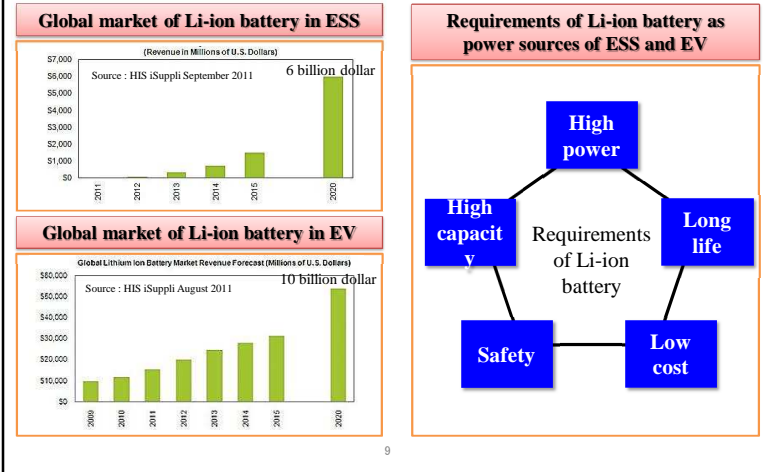 Global market of Li-ion battery in ESS
(Revenue in Millions of U.S. Dollars)
$7,000
$6,000
$5,000
$4,000
$3,000
$2,000
$1,000
$0
Source : HIS iSuppli September 2011
6 billion dollar
2011
2012
2013
2014
2015
2020
Global market of Li-ion battery in EV
Global Lithium Ion Battery Market Revenue Forecast (Millions of U.S. Dollars)
$60,000
$50,000
$40,000
$30,000
$20,000
$10,000
$0
Source : HIS iSuppli August 2011
10 billion dollar
2009
2010
2011
2012
2013
2014
2015
2020
Requirements of Li-ion battery as
power sources of ESS and EV
High
power
High
capacit
y
Long
life
Requirements
of Li-ion
battery
Safety
Low
cost
9